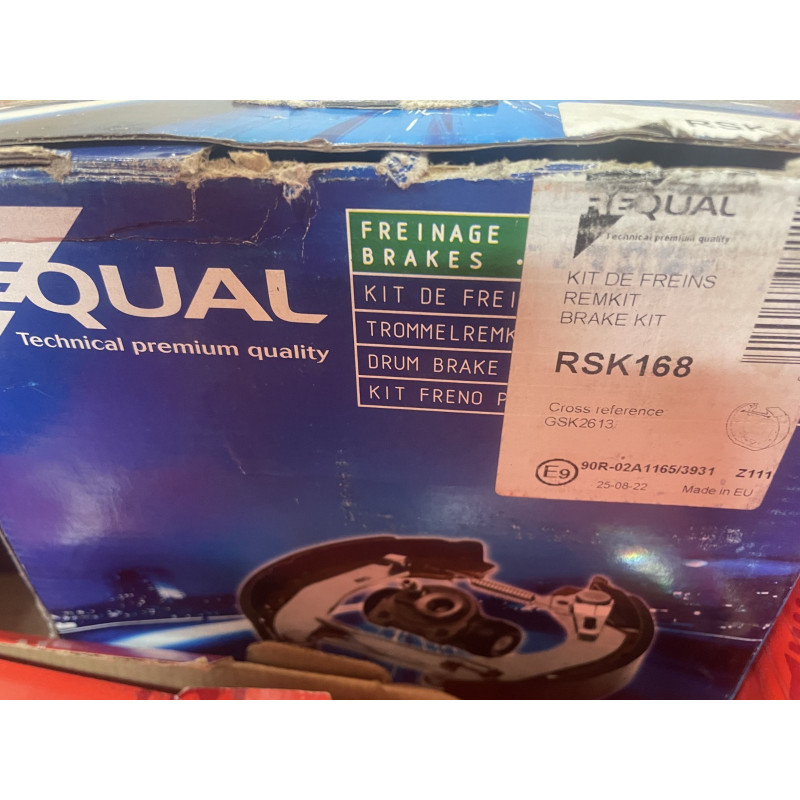 RSK
EQUAL
Technical premium quality
FREINAGE
BRAKES
KIT DE FREI
TROMMELREMK
DRUM BRAKE
KIT FRENO P
REQUAL
Technical premium quality
KIT DE FREINS
REMKIT
BRAKE KIT
RSK168
Cross reference
GSK2613
E9 90R-02A1165/3931 Z111
25-08-22 Made in EU